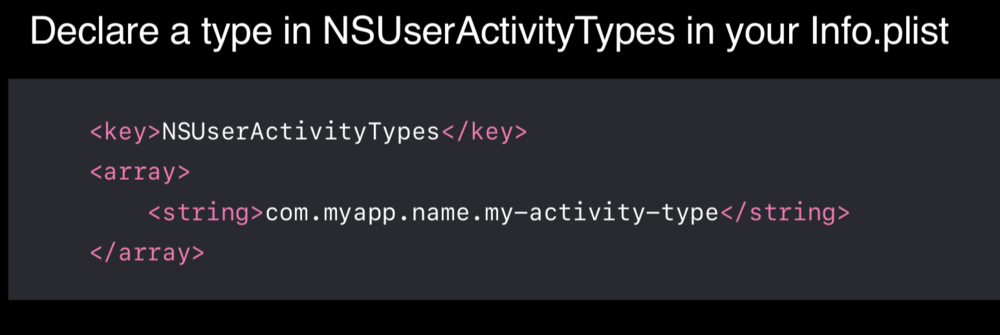 Declare a type in NSUserActivityTypes in your Info.plist
<key>NSUserActivityTypes</key>
<array>
<string>com.myapp.name.my-activity-type</string>
</array>